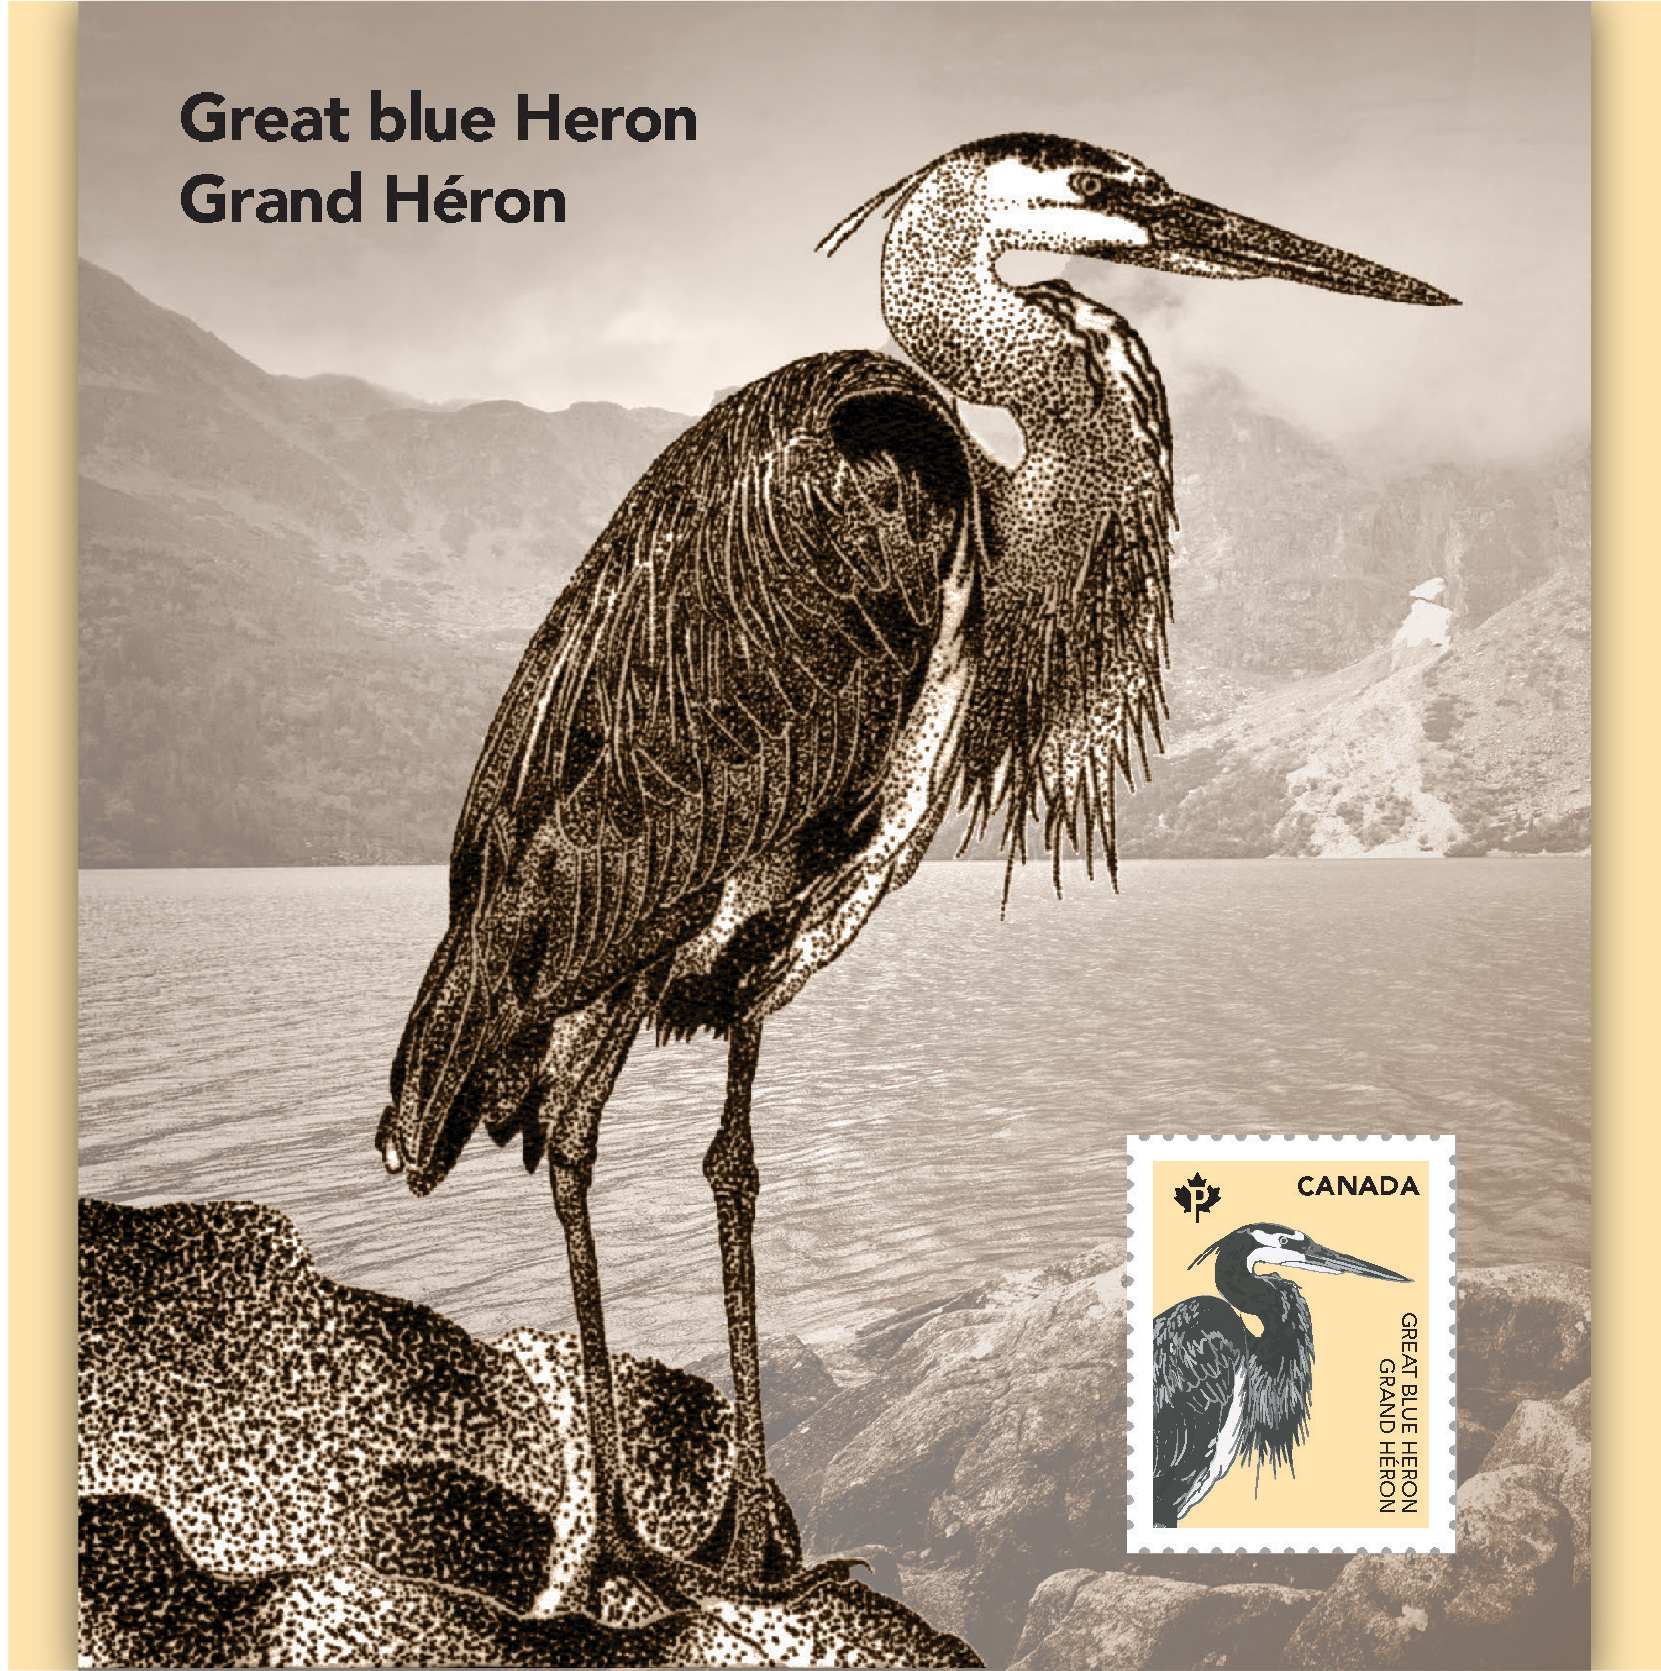 Great blue Heron
Grand Héron
P
CANADA
GREAT BLUE HERON
GRAND HÉRON